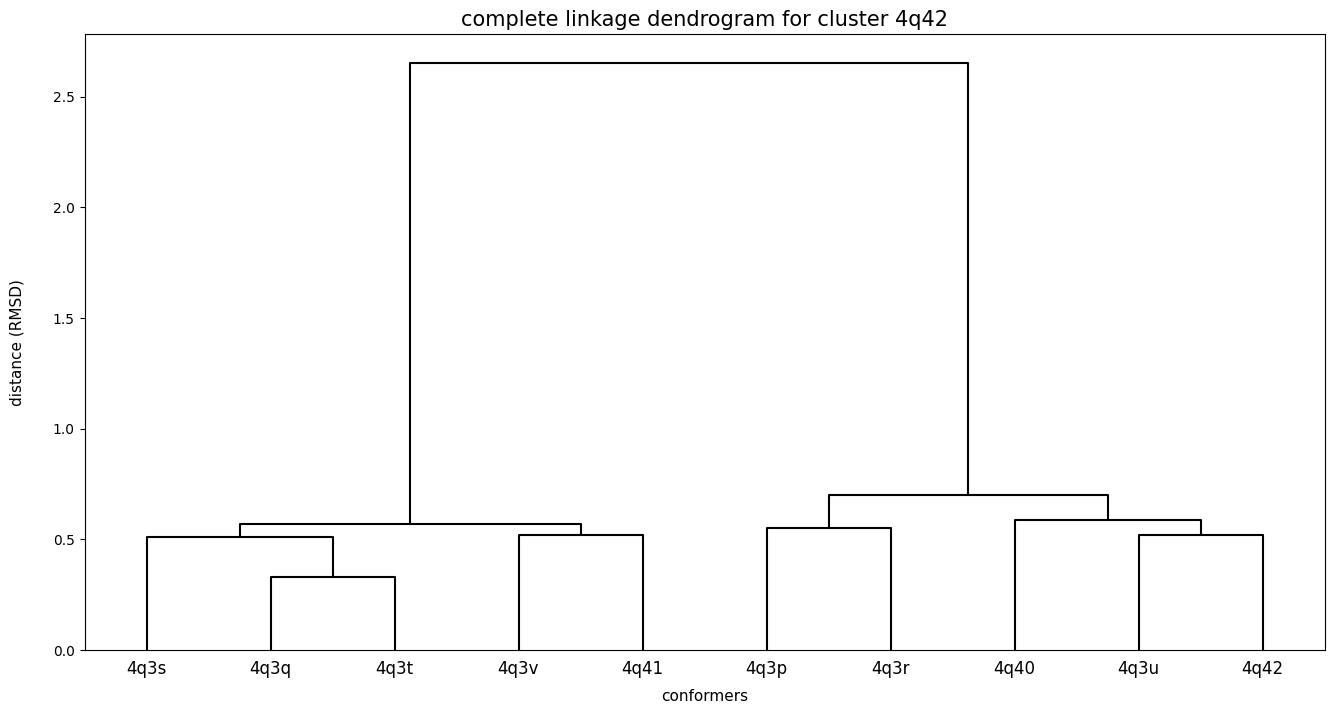 complete linkage dendrogram for cluster 4q42
distance (RMSD)
2.5
2.0
1.5
1.0
0.5
0.0
4q3s 4q3q 4q3t 4q3v 4q41 4q3p 4q3r 4q40 4q3u 4q42
conformers